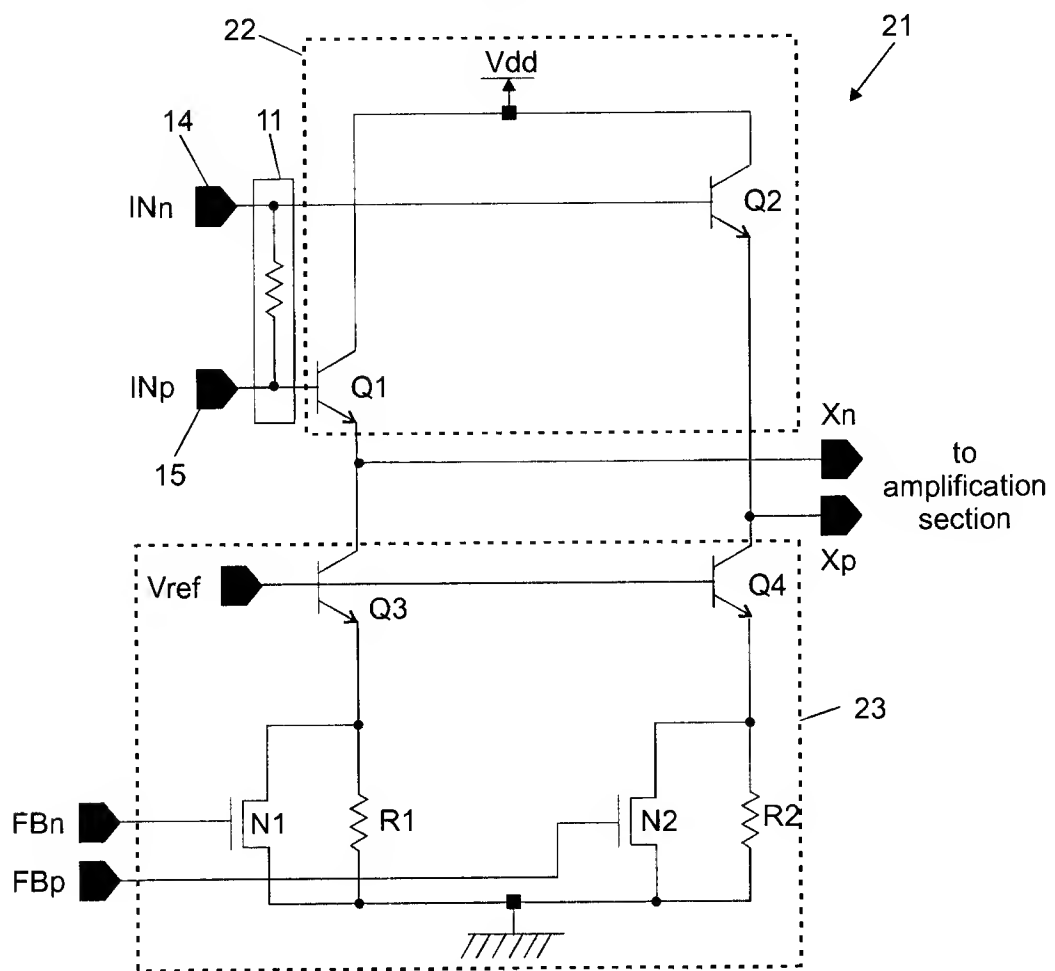 22
21
Vdd
14
11
INn
Q2
INp
Q1
15
Xn
to
amplification
section
Xp
Vref
Q3
Q4
23
FBn
N1
R1
N2
R2
FBp